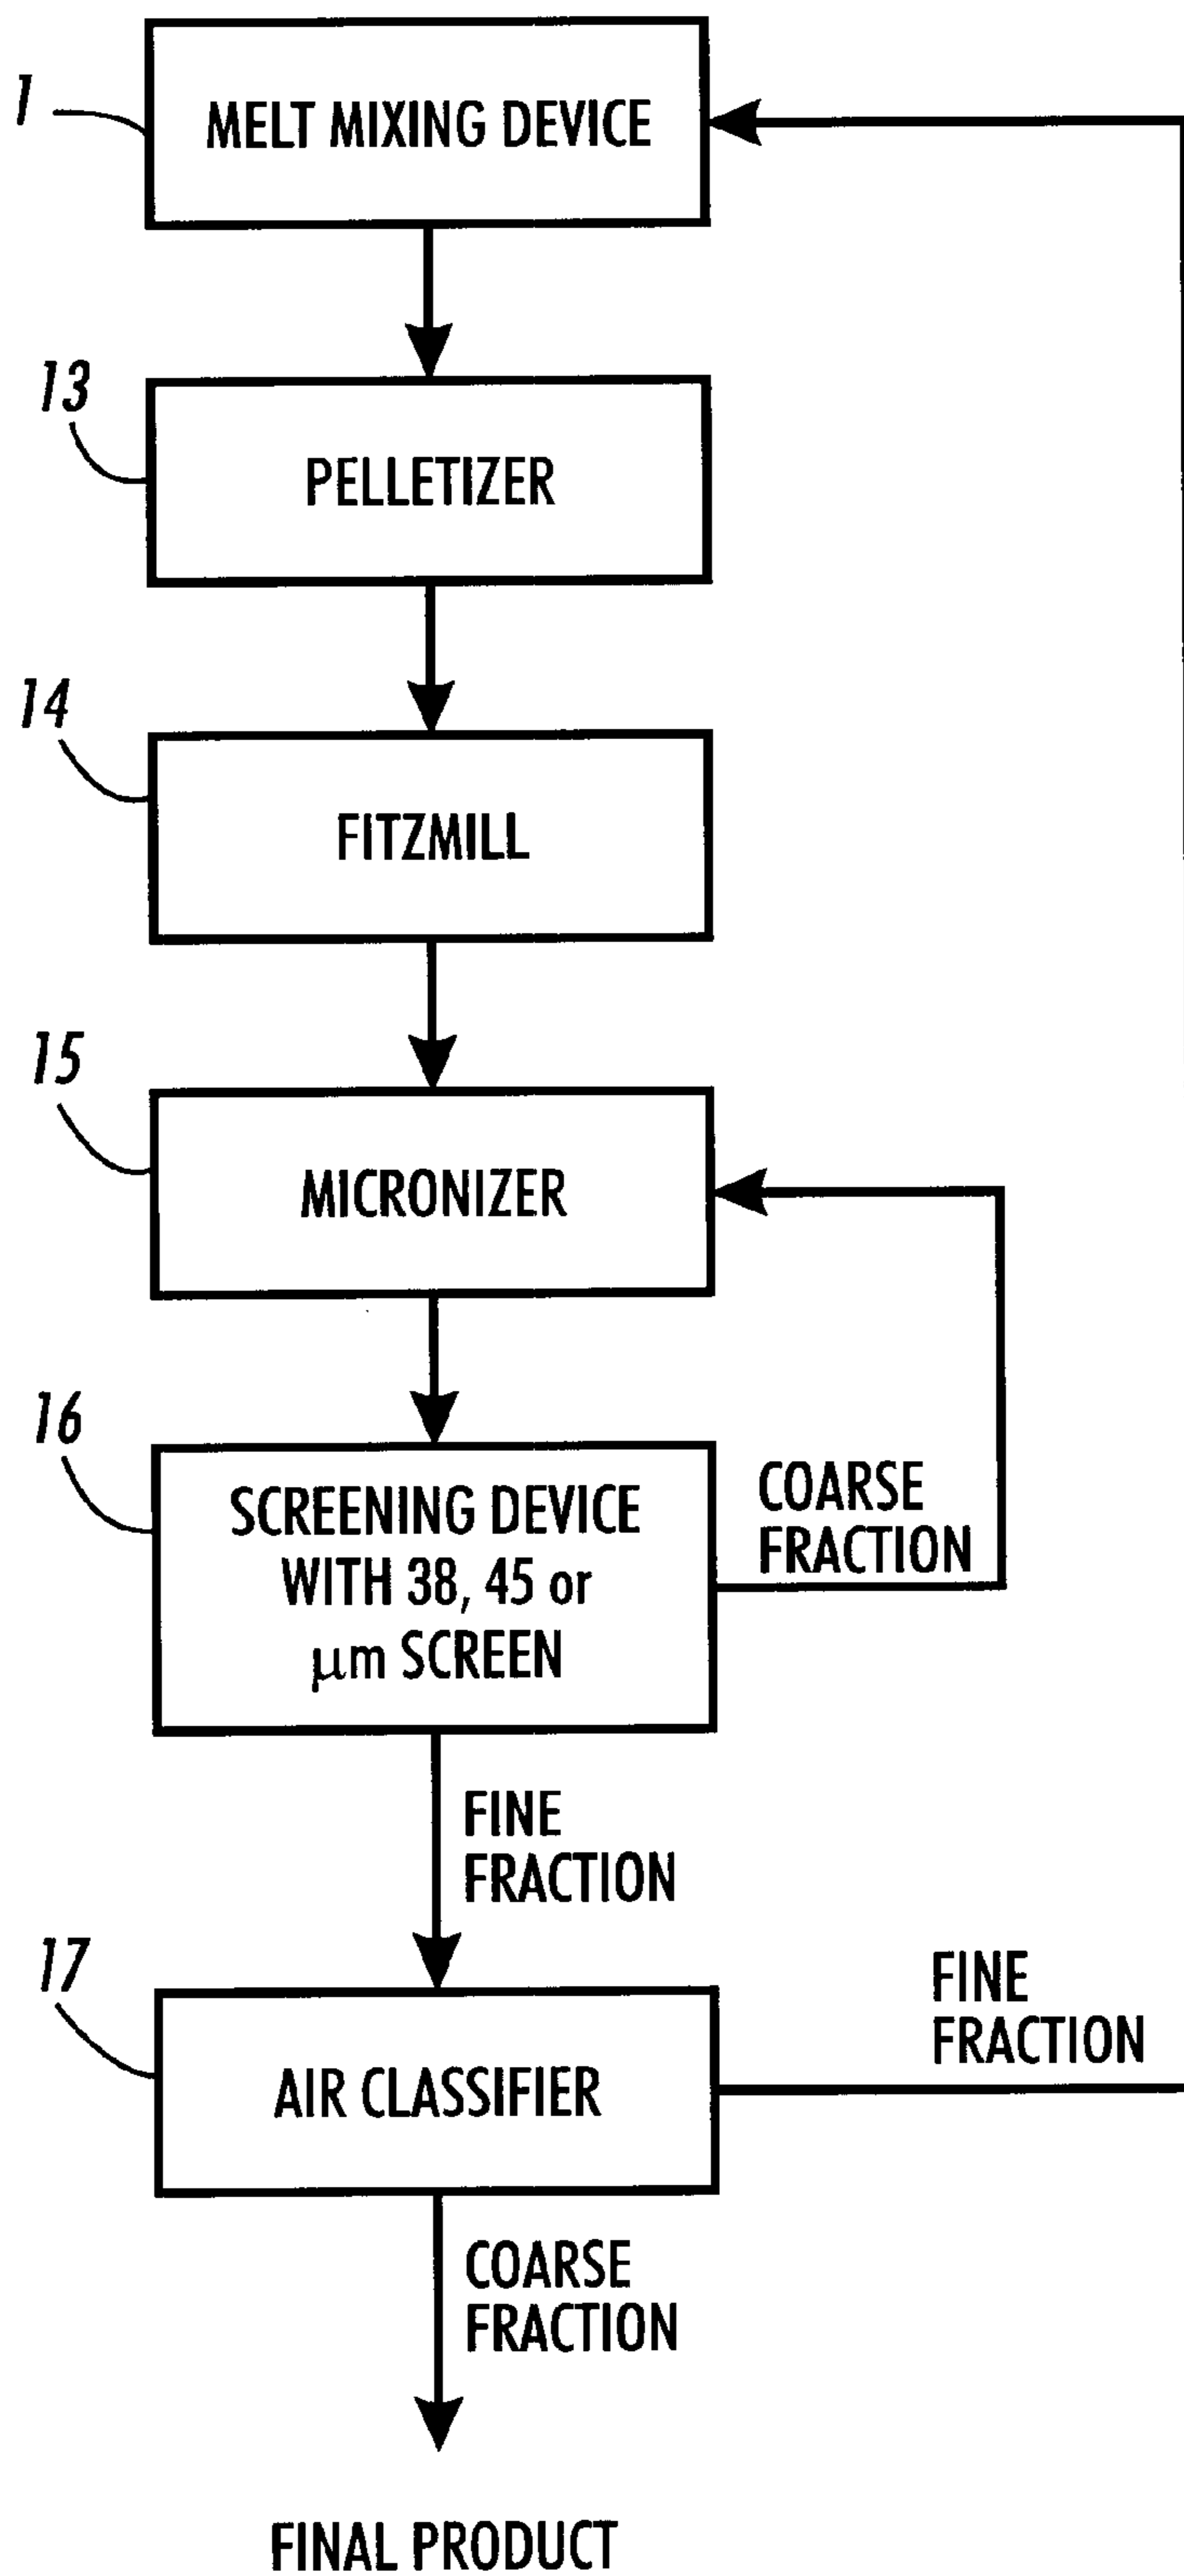 1
MELT MIXING DEVICE
13
PELLETIZER
14
FITZMILL
15
MICRONIZER
16
SCREENING DEVICE
WITH 38, 45 or
μm SCREEN
COARSE
FRACTION
FINE
FRACTION
17
AIR CLASSIFIER
FINE
FRACTION
COARSE
FRACTION
FINAL PRODUCT